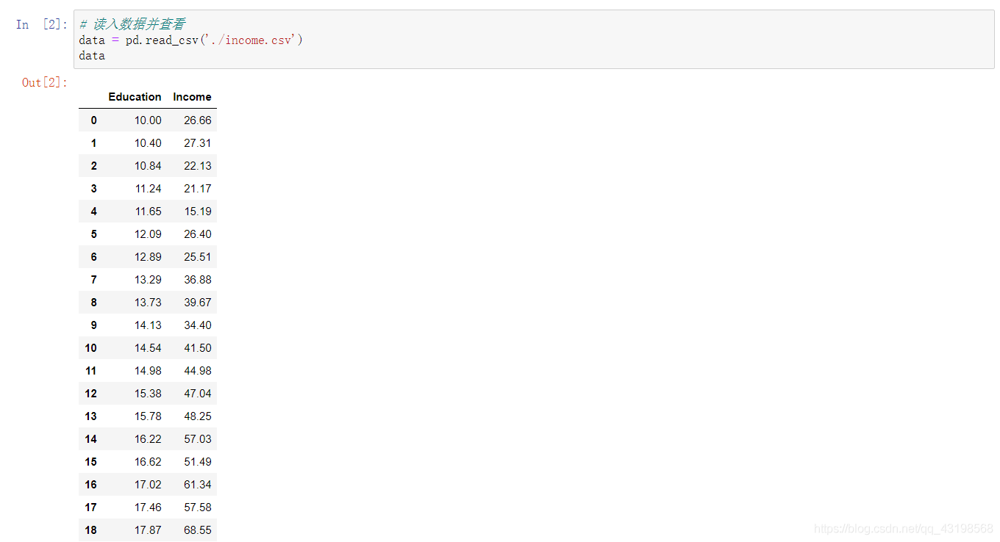 In [2]: # 读入数据并查看
data = pd.read_csv('./income.csv')
data
Out[2]:
Education Income
0 10.00 26.66
1 10.40 27.31
2 10.84 22.13
3 11.24 21.17
4 11.65 15.19
5 12.09 26.40
6 12.89 25.51
7 13.29 36.88
8 13.73 39.67
9 14.13 34.40
10 14.54 41.50
11 14.98 44.98
12 15.38 47.04
13 15.78 48.25
14 16.22 57.03
15 16.62 51.49
16 17.02 61.34
17 17.46 57.58
18 17.87 68.55
https://blog.csdn.net/qq_43198568